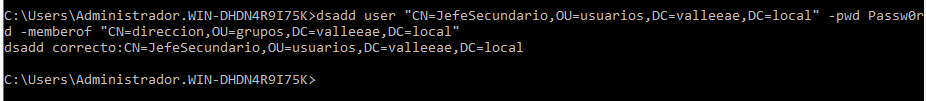 C:\Users\Administrador.WIN-DHDN4R9I75K>dsadd user "CN=JefeSecundario,OU=usuarios,DC=valleeae,DC=local" -pwd Passw0r
d -memberof "CN=direccion,OU=grupos,DC=valleeae,DC=local"
dsadd correcto:CN=JefeSecundario,OU=usuarios,DC=valleeae,DC=local
C:\Users\Administrador.WIN-DHDN4R9I75K>